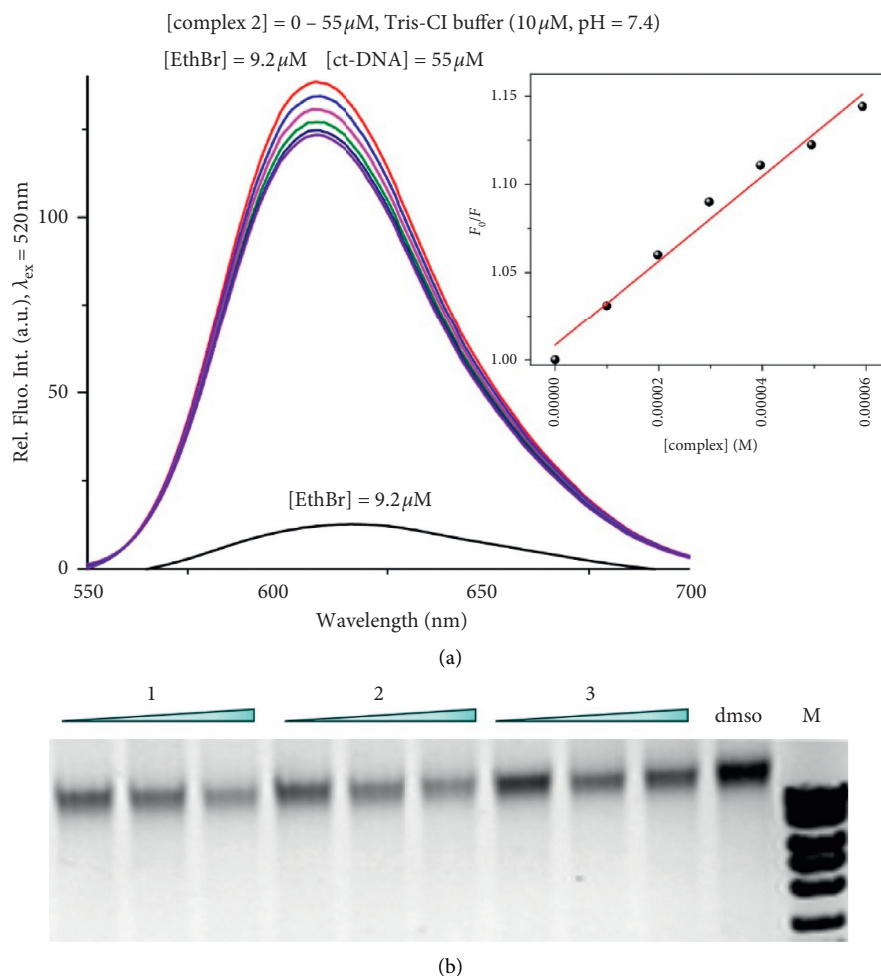 [complex 2] = 0 – 55 µM, Tris-CI buffer (10 µM, pH = 7.4)
[EthBr] = 9.2 µM [ct-DNA] = 55 µM
Rel. Fluo. Int. (a.u.), λex = 520 nm
100
50
0
[EthBr] = 9.2 µM
550
600
650
700
Wavelength (nm)
F0/F
1.15
1.10
1.05
1.00
0.00000
0.00002
0.00004
0.00006
[complex] (M)
(a)
1 2 3 dmso M
(b)